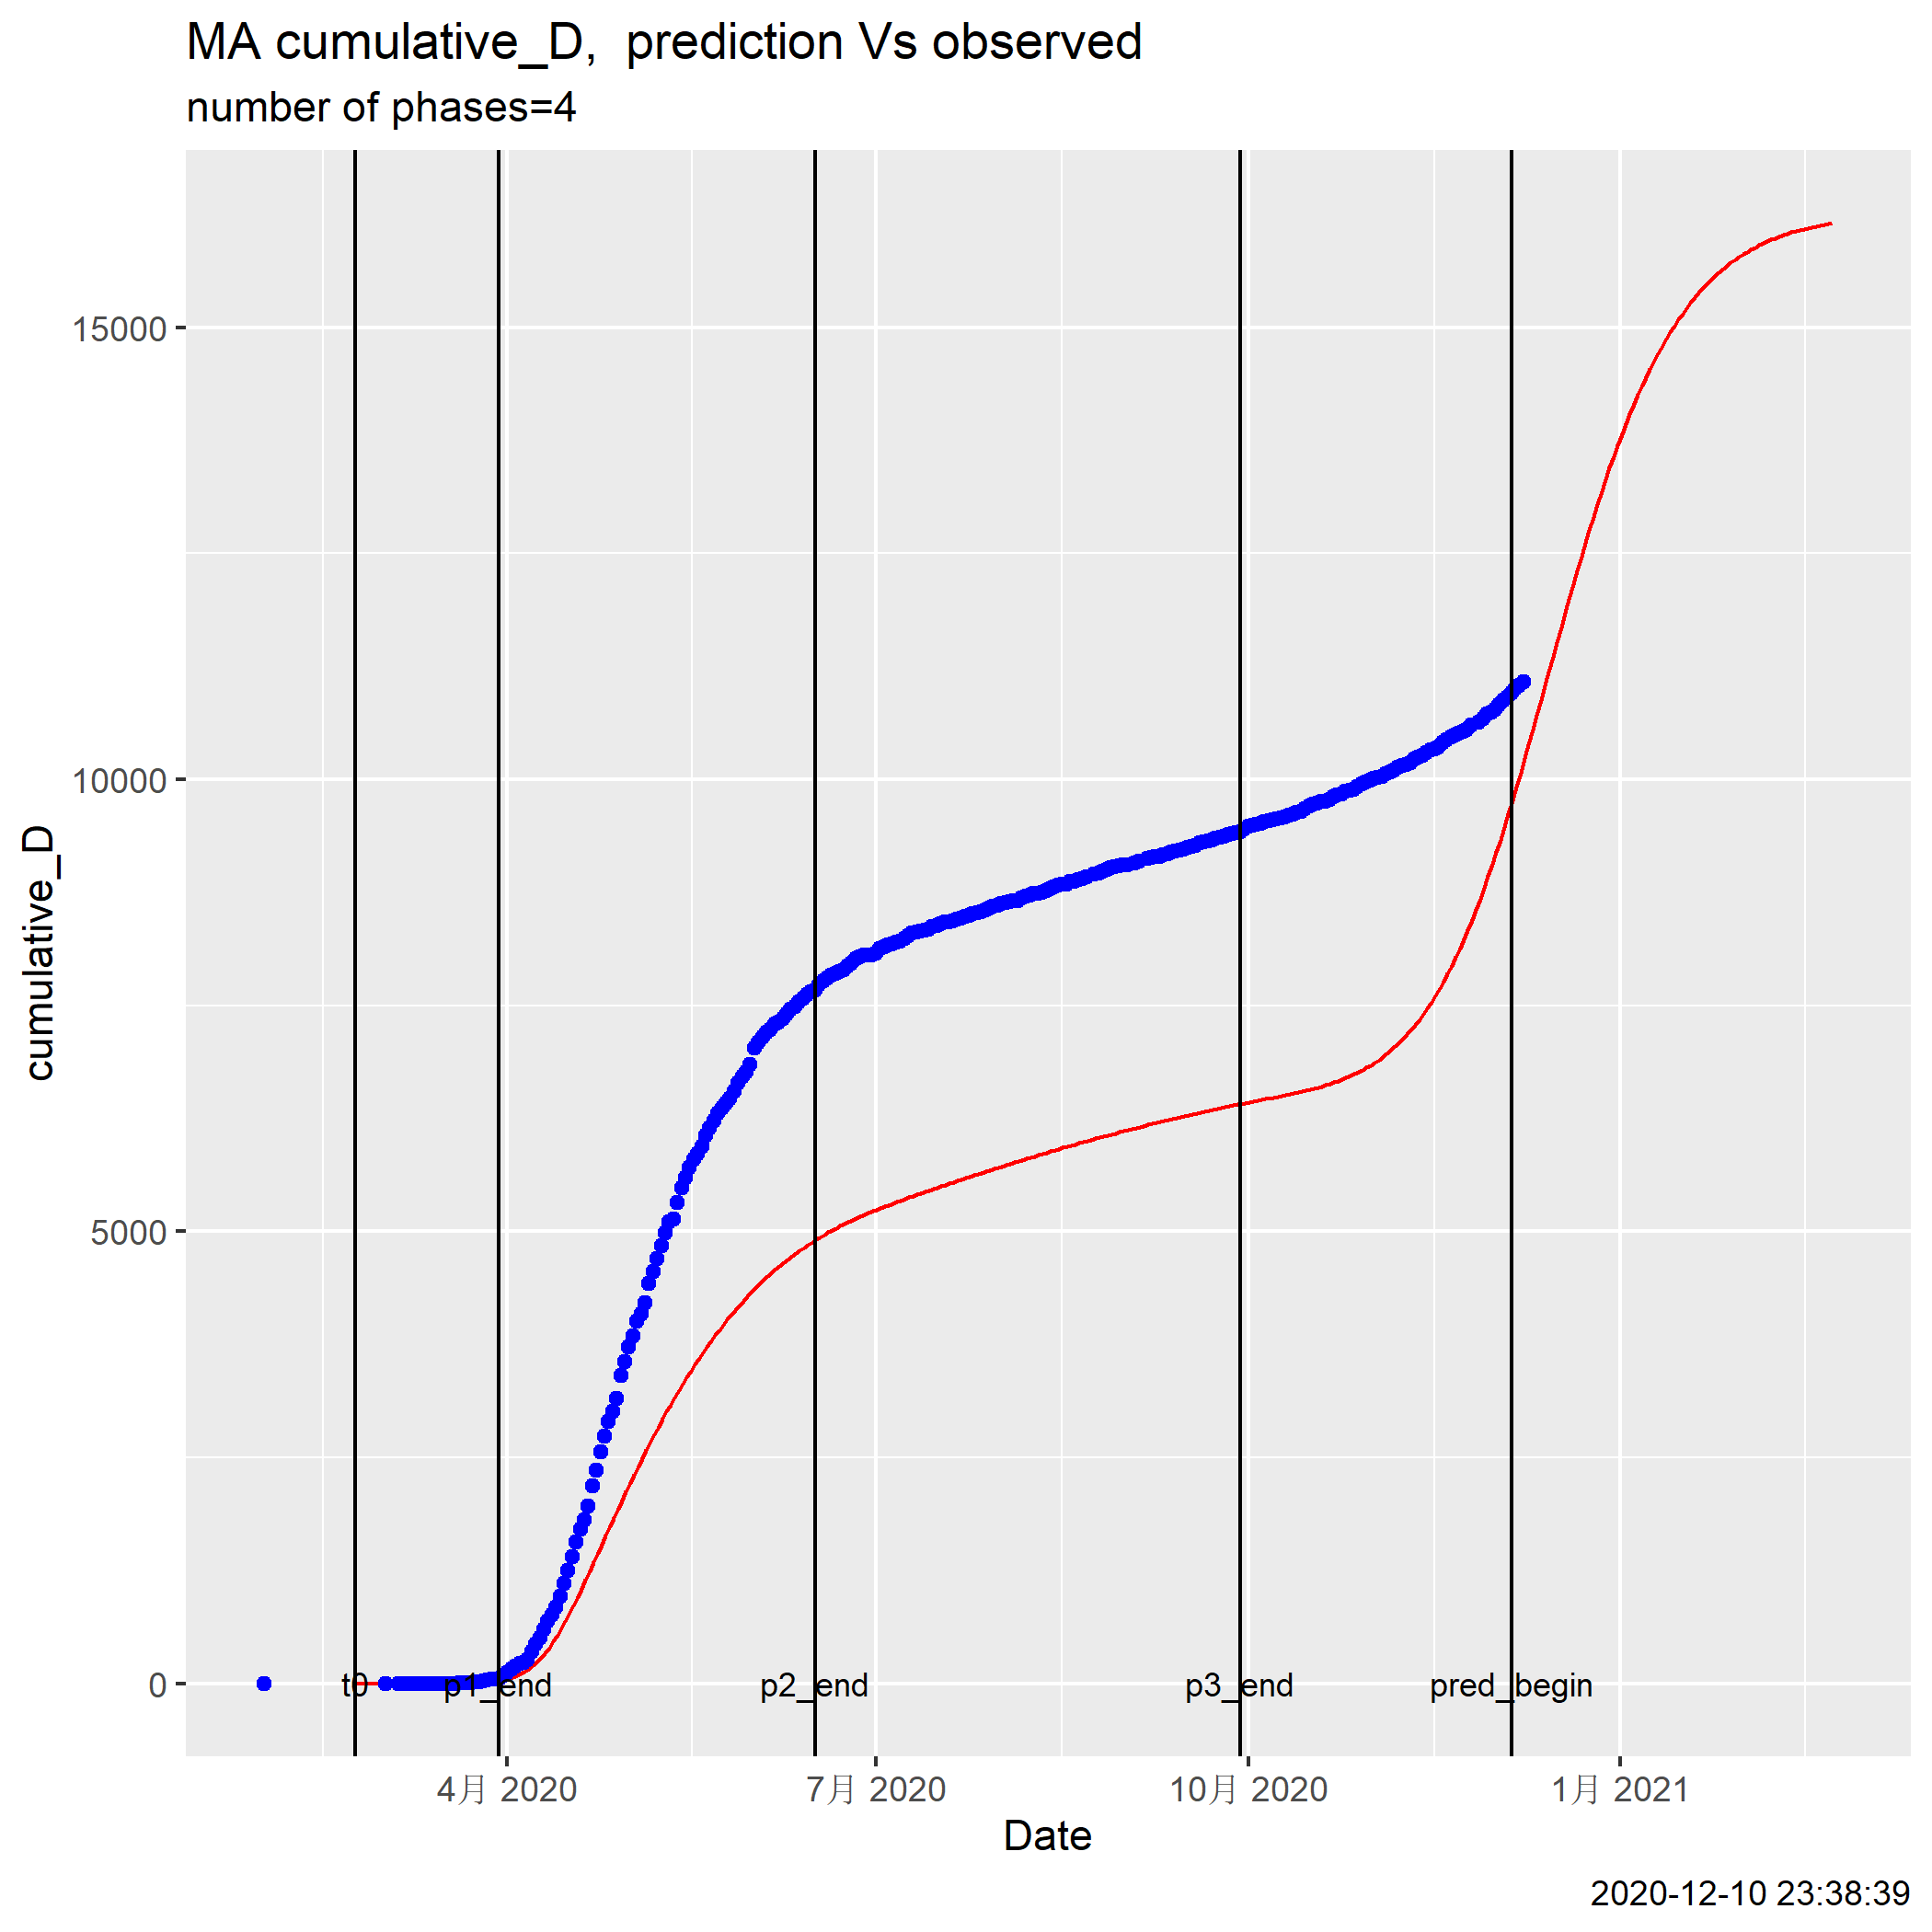 MA cumulative_D,  prediction Vs observed
number of phases=4
cumulative_D
15000
10000
5000
0
t0
p1_end
p2_end
p3_end
pred_begin
4月 2020
7月 2020
10月 2020
1月 2021
Date
2020-12-10 23:38:39